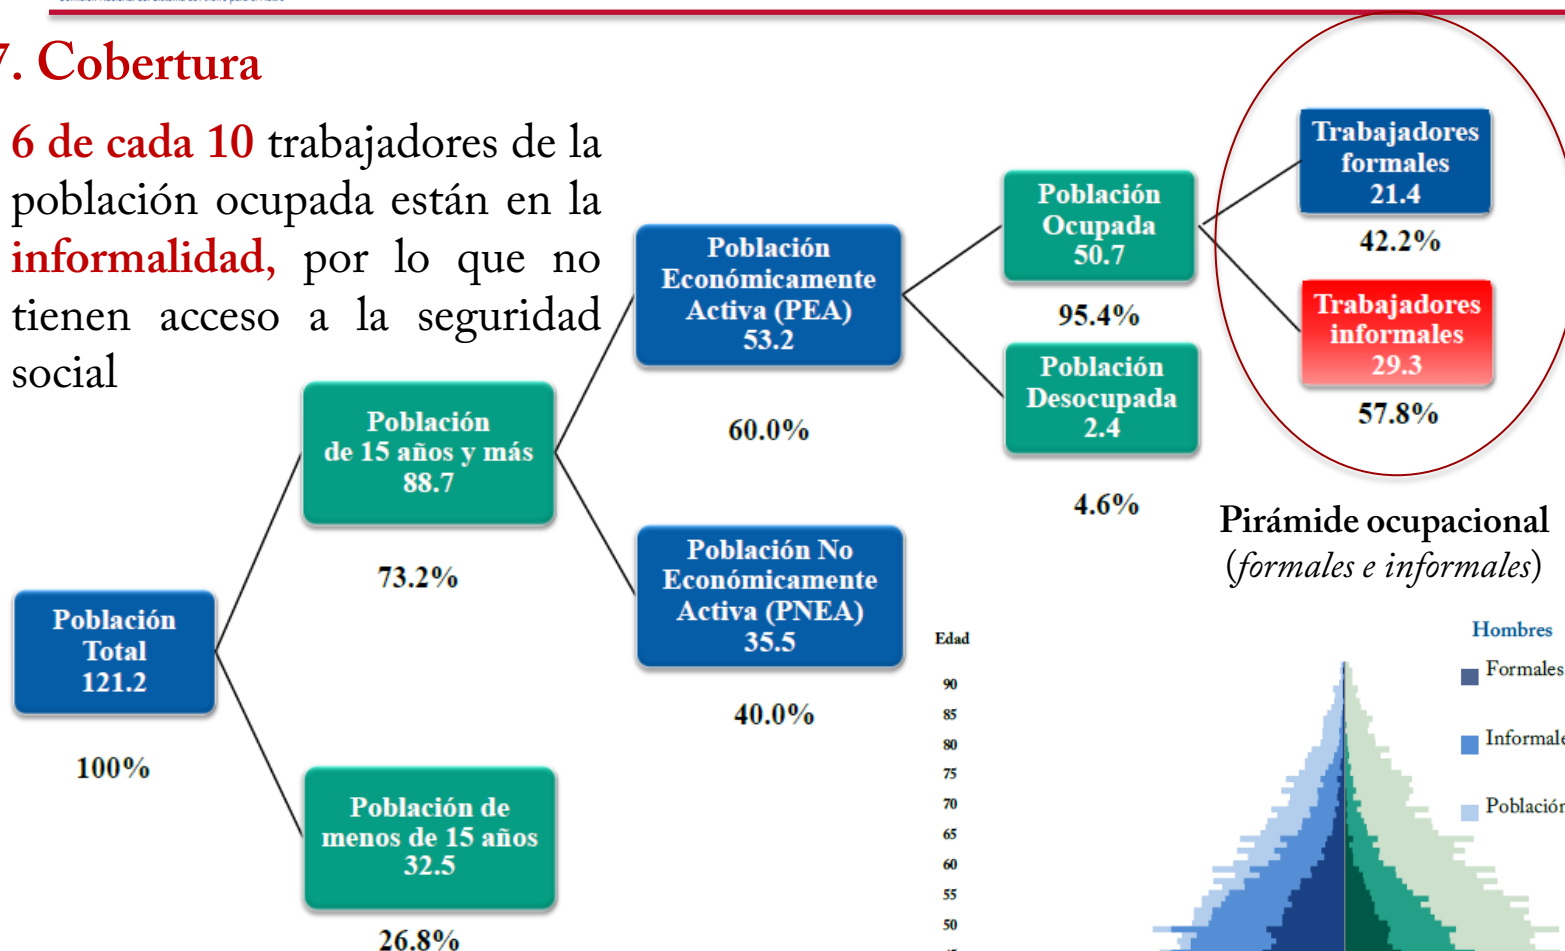 7. Cobertura
6 de cada 10 trabajadores de la
población ocupada están en la
informalidad, por lo que no
tienen acceso a la seguridad
social
Población
Total
121.2
100%
Población
de 15 años y más
88.7
73.2%
Población de
menos de 15 años
32.5
26.8%
Población
Económicamente
Activa (PEA)
53.2
60.0%
Población No
Económicamente
Activa (PNEA)
35.5
40.0%
Población
Ocupada
50.7
95.4%
Población
Desocupada
2.4
4.6%
Trabajadores
formales
21.4
42.2%
Trabajadores
informales
29.3
57.8%
Pirámide ocupacional
(formales e informales)
Edad
90
85
80
75
70
65
60
55
50
Hombres
Formales
Informale
Población